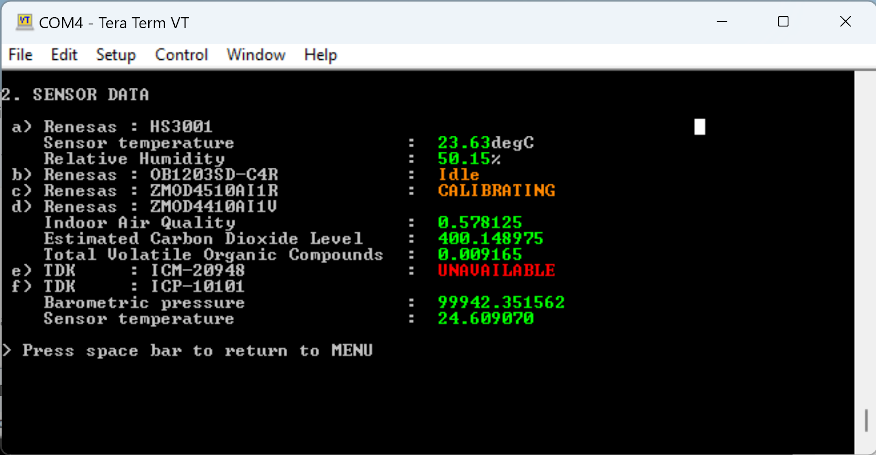 COM4 - Tera Term VT
File Edit Setup Control Window Help
2. SENSOR DATA
a) Renesas : HS3001
Sensor temperature : 23.63degC
Relative Humidity : 50.15%
b) Renesas : OB1203SD-C4R : Idle
c) Renesas : ZMOD4510AI1R : CALIBRATING
d) Renesas : ZMOD4410AI1V
Indoor Air Quality : 0.578125
Estimated Carbon Dioxide Level : 400.148975
Total Volatile Organic Compounds : 0.009165
e) TDK : ICM-20948 : UNAVAILABLE
f) TDK : ICP-10101
Barometric pressure : 99942.351562
Sensor temperature : 24.609070
> Press space bar to return to MENU